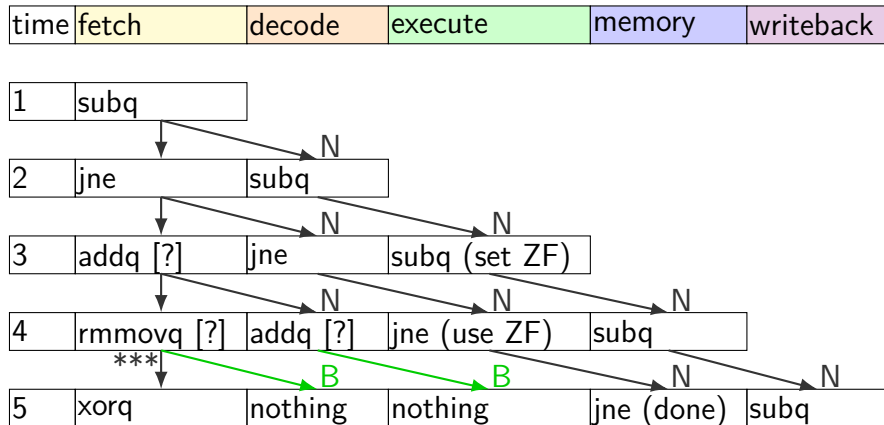 time fetch decode execute memory writeback
1 subq
N
2 jne subq
N N
3 addq [?] jne subq (set ZF)
N N N
4 rmmovq [?] addq [?] jne (use ZF) subq
*** B B N N
5 xorq nothing nothing jne (done) subq